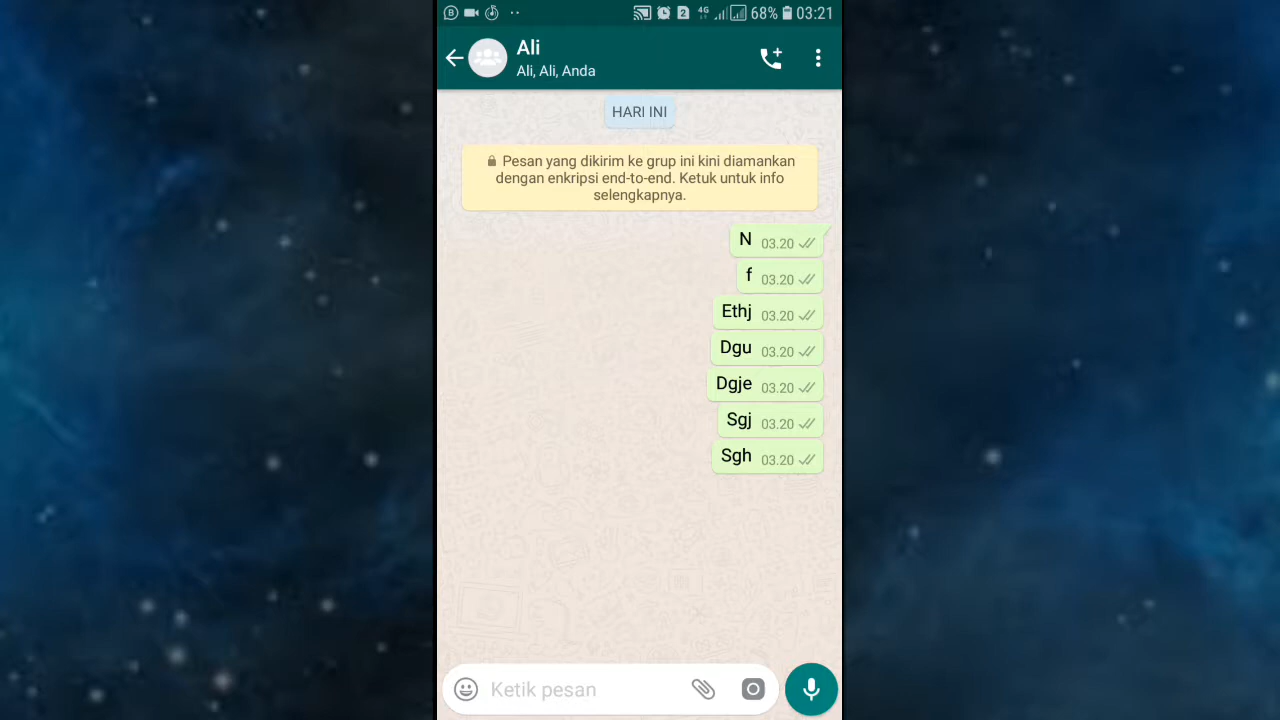 68% 03:21
Ali
Ali, Ali, Anda
HARI INI
Pesan yang dikirim ke grup ini kini diamankan
dengan enkripsi end-to-end. Ketuk untuk info
selengkapnya.
N 03.20
f 03.20
Ethj 03.20
Dgu 03.20
Dgje 03.20
Sgj 03.20
Sgh 03.20
Ketik pesan